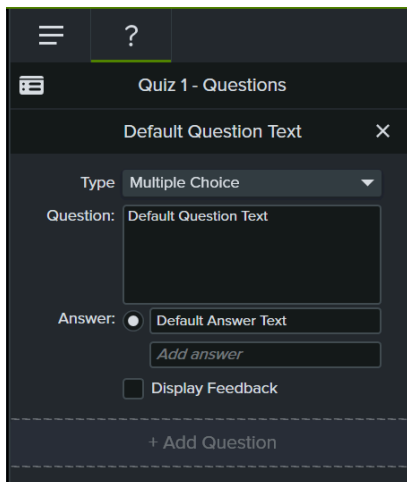 ?
Quiz 1 - Questions
Default Question Text
Type Multiple Choice
Question: Default Question Text
Answer: Default Answer Text
Add answer
Display Feedback
+ Add Question